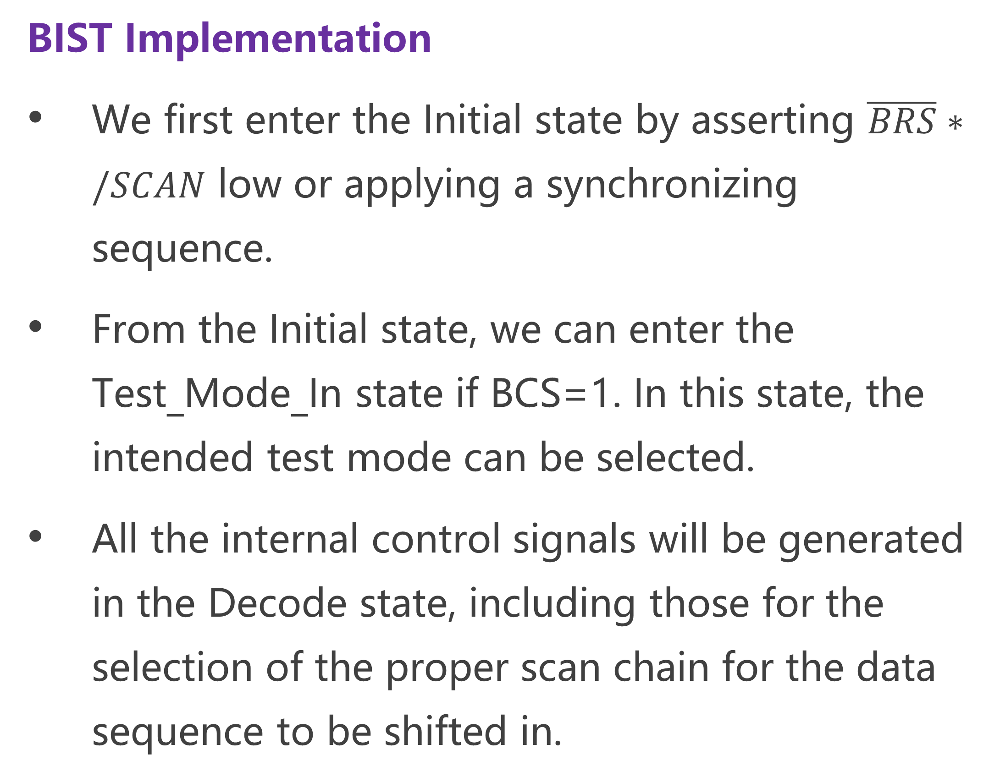 BIST Implementation
• We first enter the Initial state by asserting $\overline{BRS}$ *
/SCAN low or applying a synchronizing
sequence.
• From the Initial state, we can enter the
Test_Mode_In state if BCS=1. In this state, the
intended test mode can be selected.
• All the internal control signals will be generated
in the Decode state, including those for the
selection of the proper scan chain for the data
sequence to be shifted in.